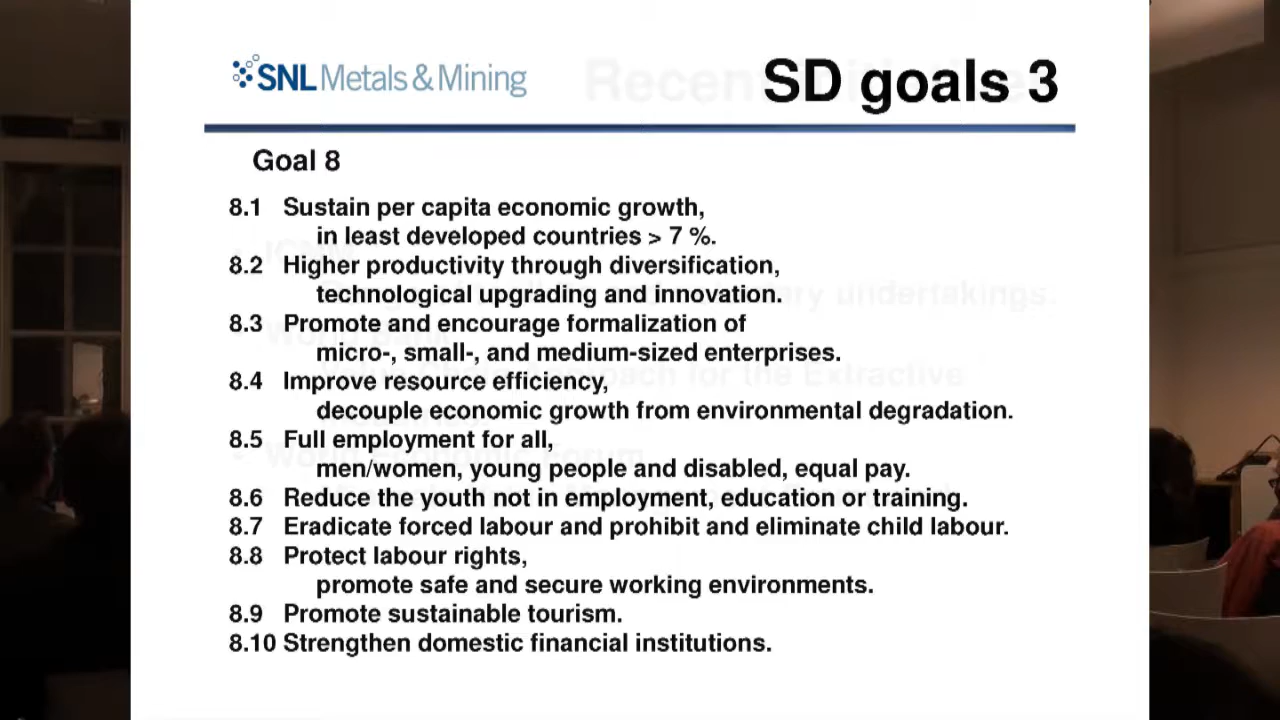 SNL Metals & Mining
SD goals 3
Goal 8
8.1 Sustain per capita economic growth,
in least developed countries > 7 %.
8.2 Higher productivity through diversification,
technological upgrading and innovation.
8.3 Promote and encourage formalization of
micro-, small-, and medium-sized enterprises.
8.4 Improve resource efficiency,
decouple economic growth from environmental degradation.
8.5 Full employment for all,
men/women, young people and disabled, equal pay.
8.6 Reduce the youth not in employment, education or training.
8.7 Eradicate forced labour and prohibit and eliminate child labour.
8.8 Protect labour rights,
promote safe and secure working environments.
8.9 Promote sustainable tourism.
8.10 Strengthen domestic financial institutions.